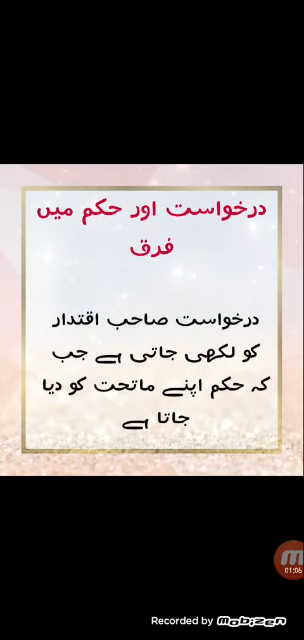 درخواست اور حکم میں
فرق
درخواست صاحب اقتدار
کو لکھی جاتی ہے جب
کہ حکم اپنے ماتحت کو دیا
جاتا ہے
01:06
Recorded by Mobizen